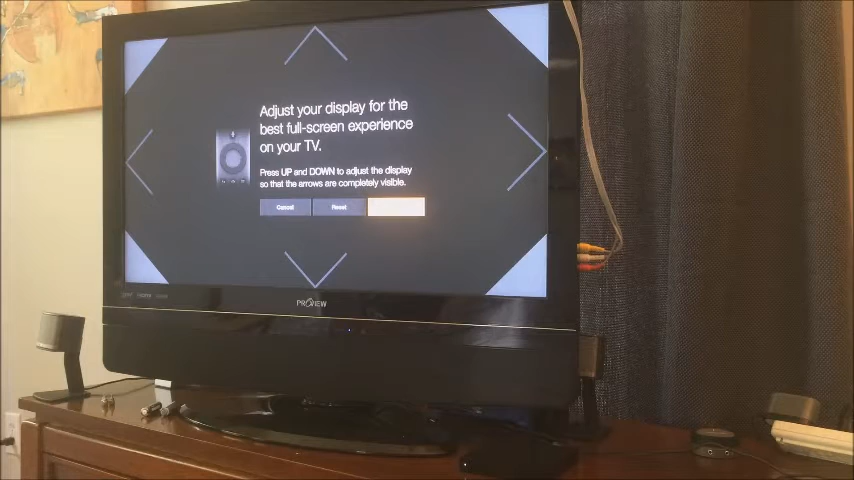 Adjust your display for the
best full-screen experience
on your TV.
Press UP and DOWN to adjust the display
so that the arrows are completely visible.
Cancel
Reset
PROVIEW